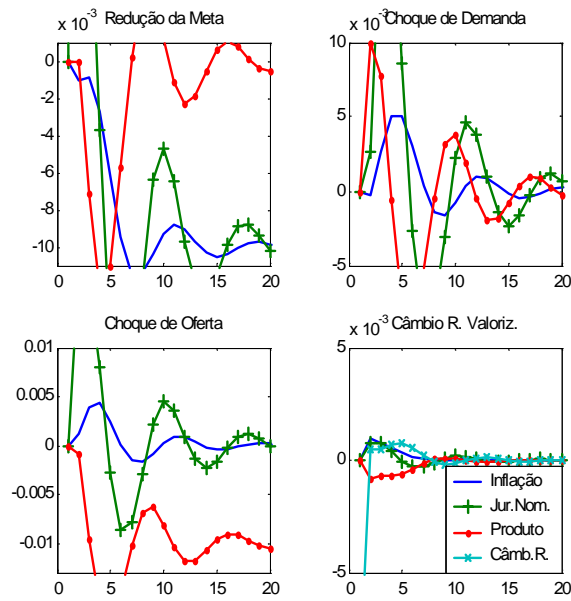 Redução da Meta
x 10⁻³
0
-2
-4
-6
-8
-10
0 5 10 15 20
Choque de Demanda
x 10⁻³
10
5
0
-5
0 5 10 15 20
Choque de Oferta
0.01
0.005
0
-0.005
-0.01
0 5 10 15 20
Câmbio R. Valoriz.
x 10⁻³
5
0
-5
0 5 10 15 20
Inflação
Jur.Nom.
Produto
Câmb.R.